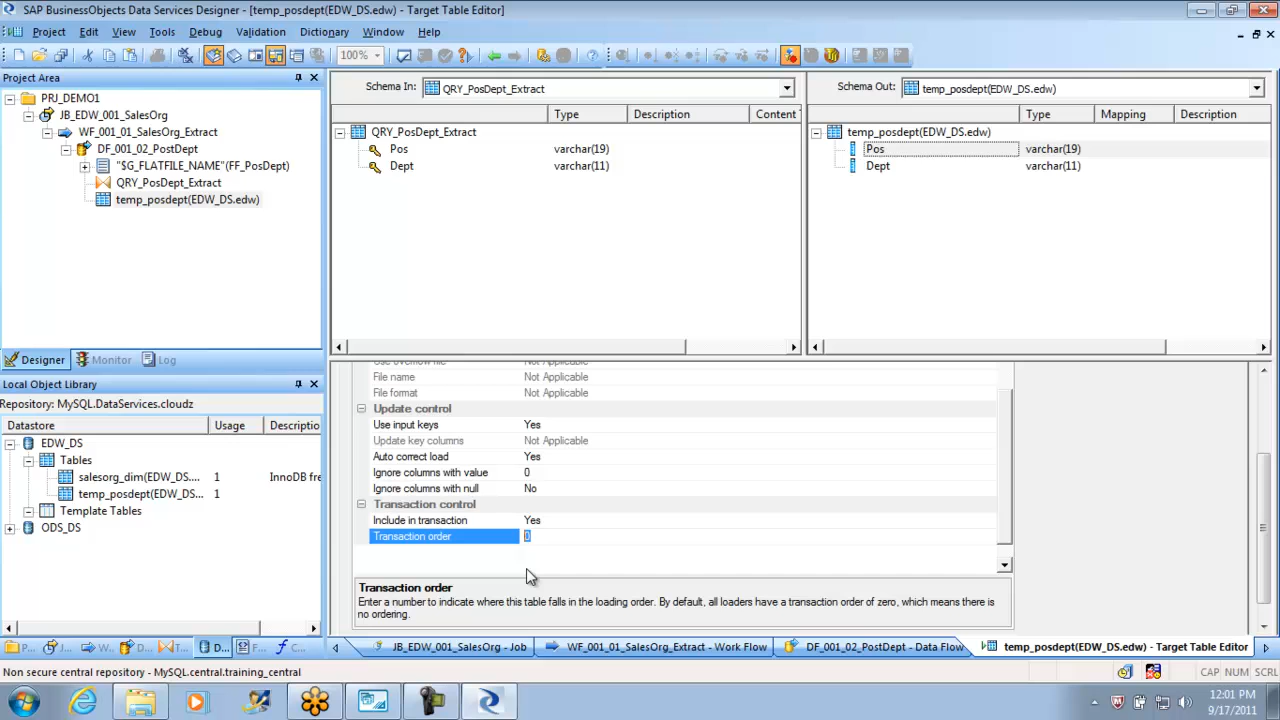 SAP BusinessObjects Data Services Designer - [temp_posdept(EDW_DS.edw) - Target Table Editor]
Project Edit View Tools Debug Validation Dictionary Window Help
100%
Project Area
PRJ_DEMO1
JB_EDW_001_SalesOrg
WF_001_01_SalesOrg_Extract
DF_001_02_PostDept
"$G_FLATFILE_NAME"(FF_PosDept)
QRY_PosDept_Extract
temp_posdept(EDW_DS.edw)
Designer Monitor Log
Schema In: QRY_PosDept_Extract
Type Description Content
QRY_PosDept_Extract
Pos varchar(19)
Dept varchar(11)
Schema Out: temp_posdept(EDW_DS.edw)
Type Mapping Description
temp_posdept(EDW_DS.edw)
Pos varchar(19)
Dept varchar(11)
Local Object Library
Repository: MySQL.DataServices.cloudz
Datastore Usage Descriptio
EDW_DS
Tables
salesorg_dim(EDW_DS.... 1 InnoDB fre
temp_posdept(EDW_DS... 1
Template Tables
ODS_DS
Use overflow file Not Applicable
File name Not Applicable
File format Not Applicable
Update control
Use input keys Yes
Update key columns Not Applicable
Auto correct load Yes
Ignore columns with value 0
Ignore columns with null No
Transaction control
Include in transaction Yes
Transaction order 0
Transaction order
Enter a number to indicate where this table falls in the loading order. By default, all loaders have a transaction order of zero, which means there is
no ordering.
P... J... W... D... T... D... F... C...
JB_EDW_001_SalesOrg - Job WF_001_01_SalesOrg_Extract - Work Flow DF_001_02_PostDept - Data Flow temp_posdept(EDW_DS.edw) - Target Table Editor
Non secure central repository - MySQL.central.training_central
CAP NUM SCRL
12:01 PM
9/17/2011